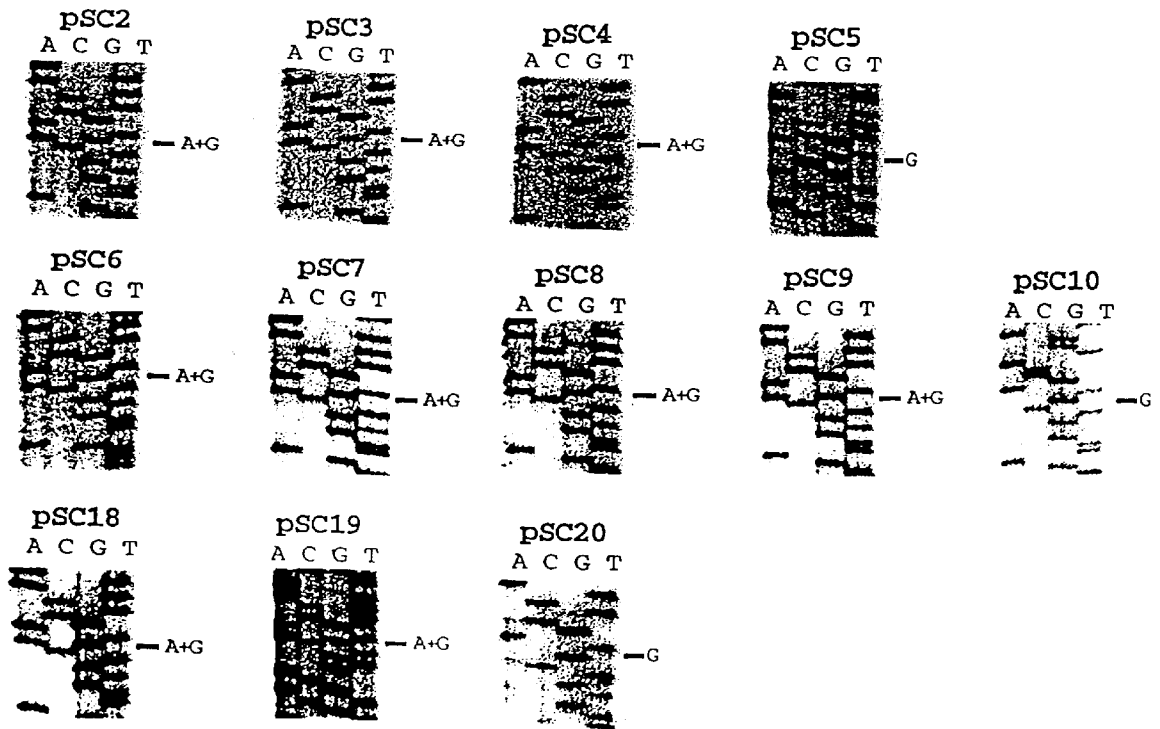 pSC2
A C G T
A+G
pSC3
A C G T
A+G
pSC4
A C G T
A+G
pSC5
A C G T
G
pSC6
A C G T
A+G
pSC7
A C G T
A+G
pSC8
A C G T
A+G
pSC9
A C G T
A+G
pSC10
A C G T
G
pSC18
A C G T
A+G
pSC19
A C G T
A+G
pSC20
A C G T
G